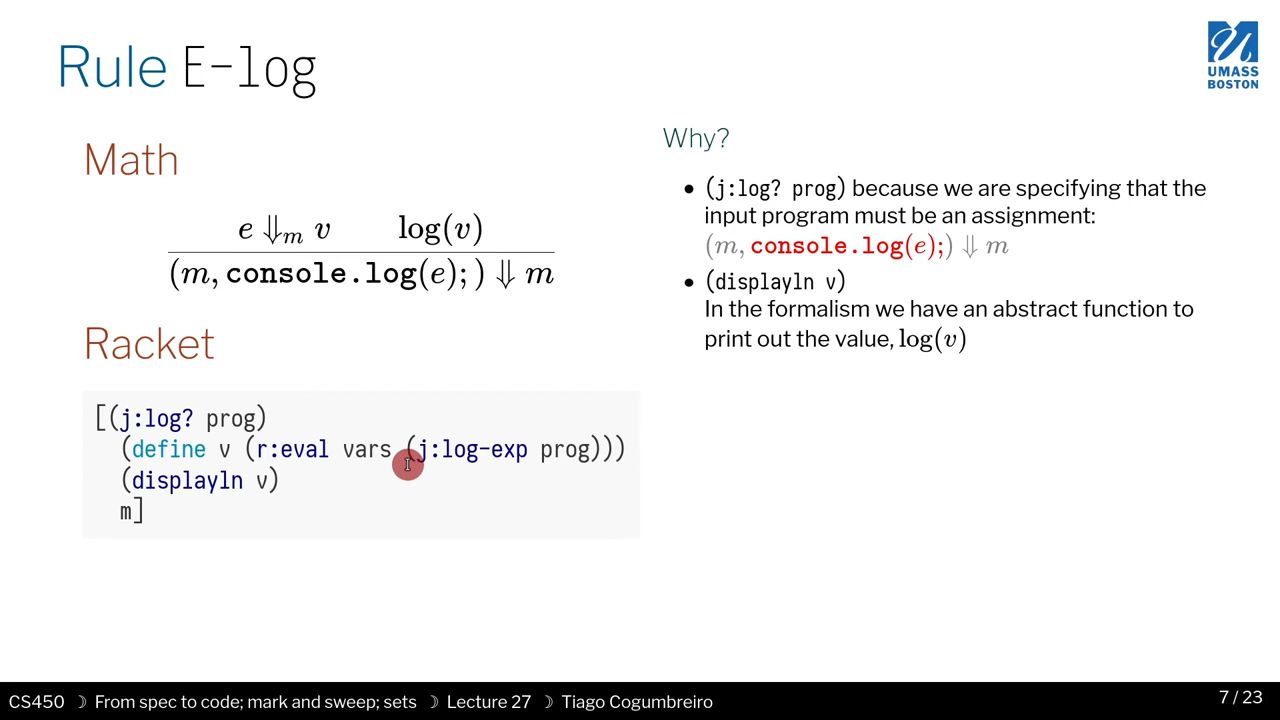 Rule E-log
UMASS
BOSTON
Math
e ⇓m v log(v)
(m, console.log(e); ) ⇓ m
Racket
[(j:log? prog)
(define v (r:eval vars (j:log-exp prog)))
(displayln v)
m]
Why?
• (j:log? prog) because we are specifying that the
input program must be an assignment:
(m, console.log(e);) ⇓ m
• (displayln v)
In the formalism we have an abstract function to
print out the value, log(v)
CS450 ☽ From spec to code; mark and sweep; sets ☽ Lecture 27 ☽ Tiago Cogumbreiro
7 / 23